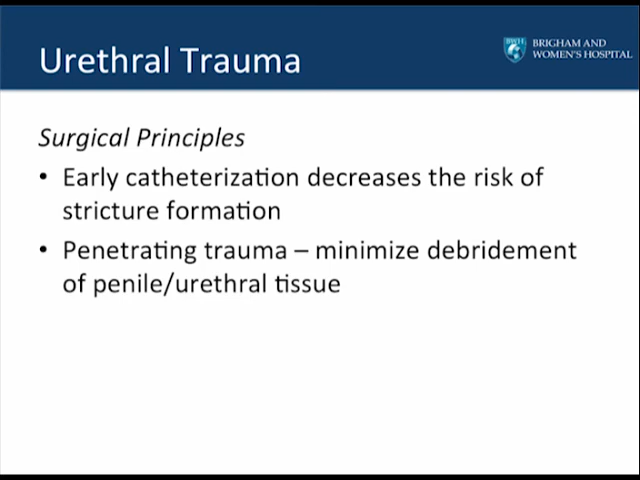 Urethral Trauma
BRIGHAM AND
WOMEN'S HOSPITAL
Surgical Principles
• Early catheterization decreases the risk of
stricture formation
• Penetrating trauma – minimize debridement
of penile/urethral tissue